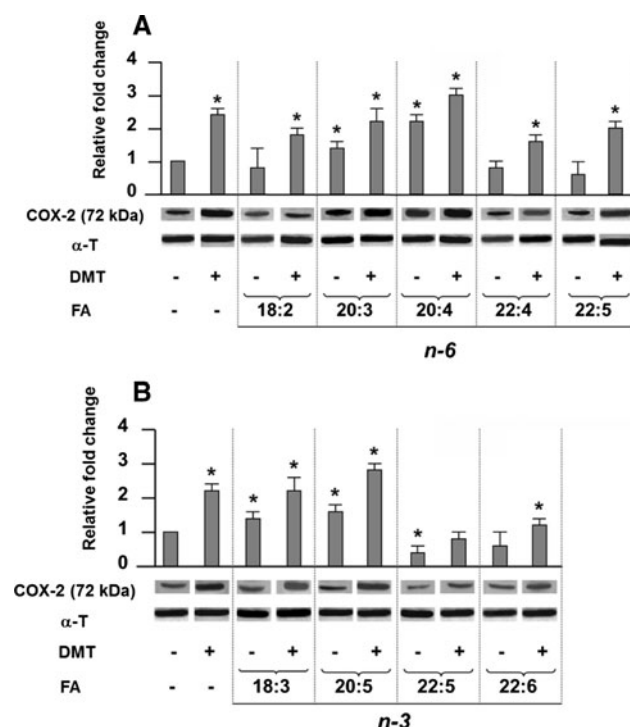 A
Relative fold change
4
3
2
1
0
* * * * * * * *
COX-2 (72 kDa)
α-T
DMT - + - + - + - + - + - +
FA - - 18:2 20:3 20:4 22:4 22:5
n-6
B
Relative fold change
4
3
2
1
0
* * * * * * *
COX-2 (72 kDa)
α-T
DMT - + - + - + - + - +
FA - - 18:3 20:5 22:5 22:6
n-3